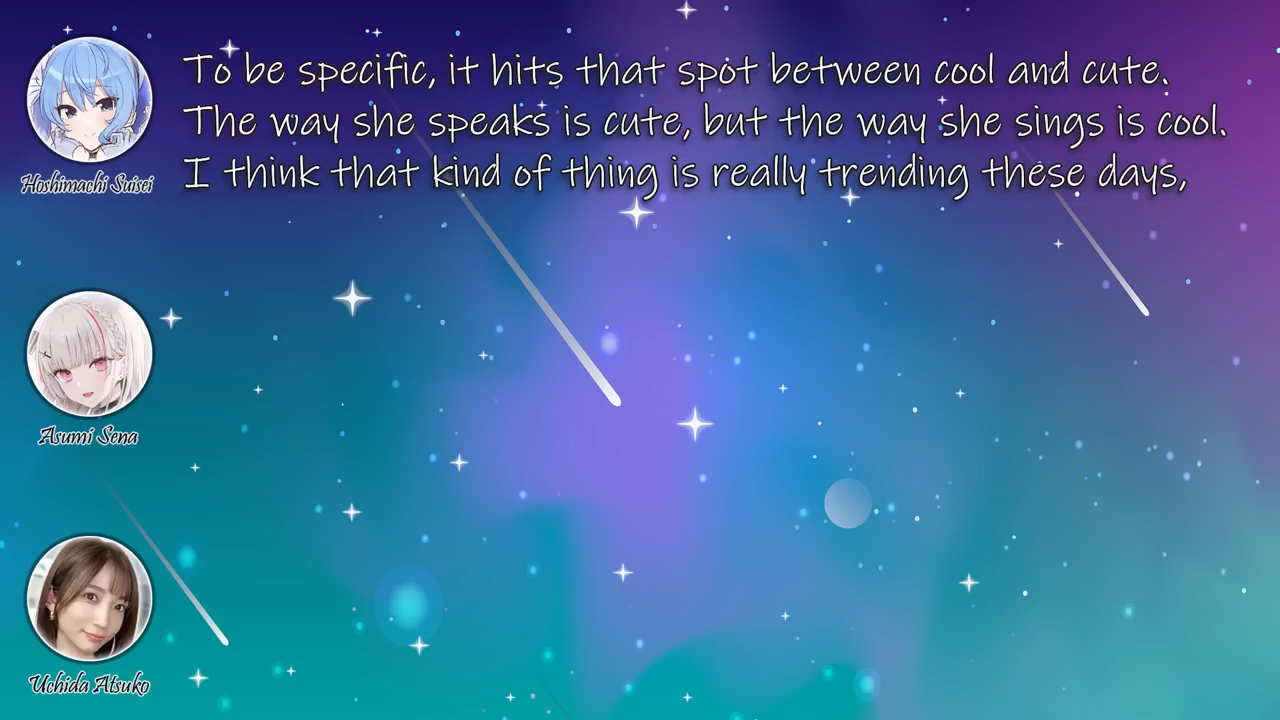 To be specific, it hits that spot between cool and cute.
The way she speaks is cute, but the way she sings is cool.
I think that kind of thing is really trending these days,
Hoshimachi Suisei
Asumi Sena
Uchida Atsuko